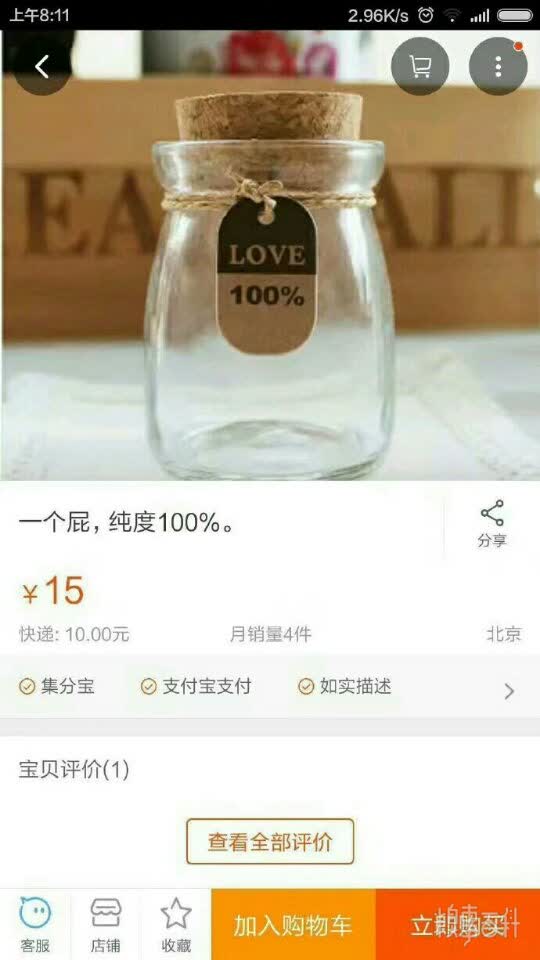 上午8:11
2.96K/s
LOVE
100%
一个屁，纯度100%。
分享
￥15
快递: 10.00元
月销量4件
北京
集分宝
支付宝支付
如实描述
宝贝评价(1)
查看全部评价
客服
店铺
收藏
加入购物车
立即购买